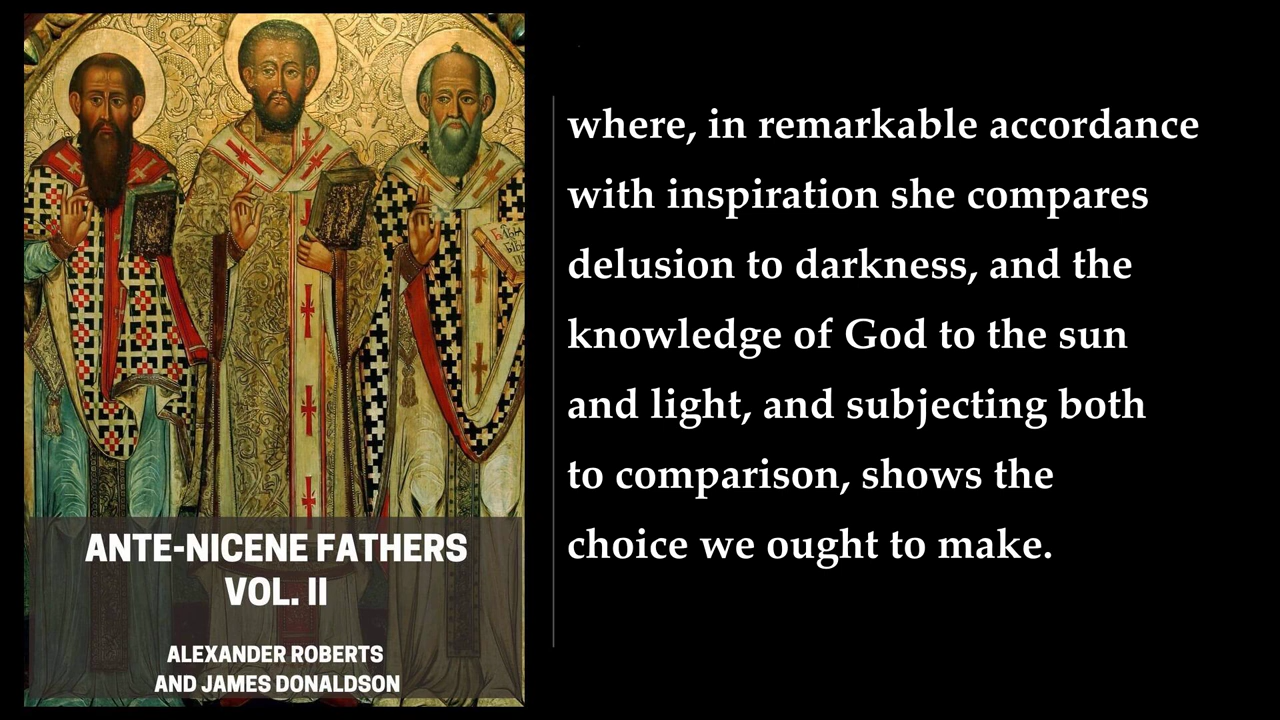 ANTE-NICENE FATHERS
VOL. II
ALEXANDER ROBERTS
AND JAMES DONALDSON
where, in remarkable accordance
with inspiration she compares
delusion to darkness, and the
knowledge of God to the sun
and light, and subjecting both
to comparison, shows the
choice we ought to make.